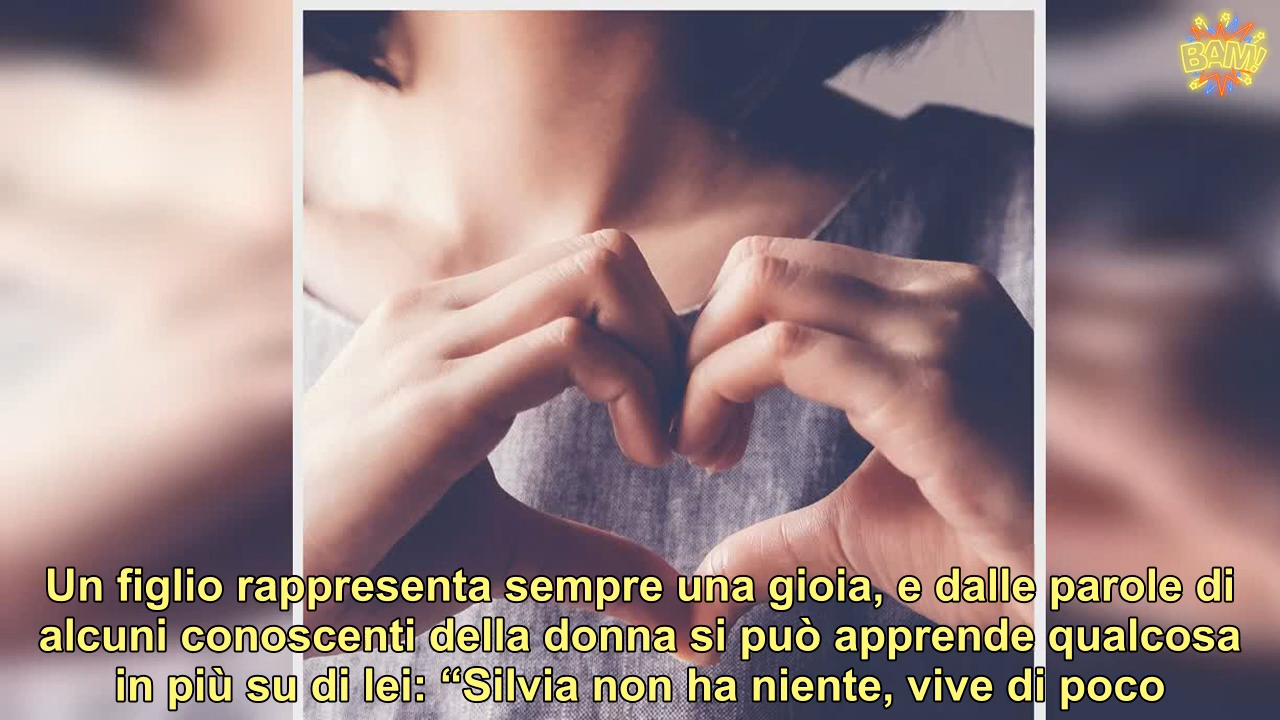 BAM!
Un figlio rappresenta sempre una gioia, e dalle parole di
alcuni conoscenti della donna si può apprende qualcosa
in più su di lei: “Silvia non ha niente, vive di poco